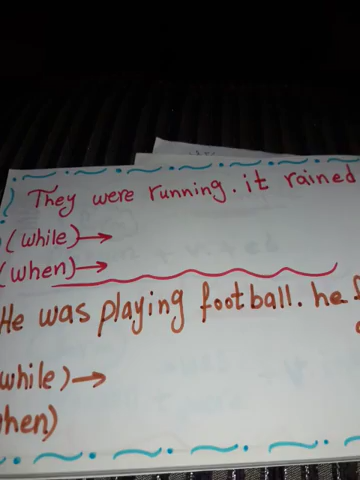 They were running. it rained
(while)→
(when)→
He was playing football. he
while)→
hen)